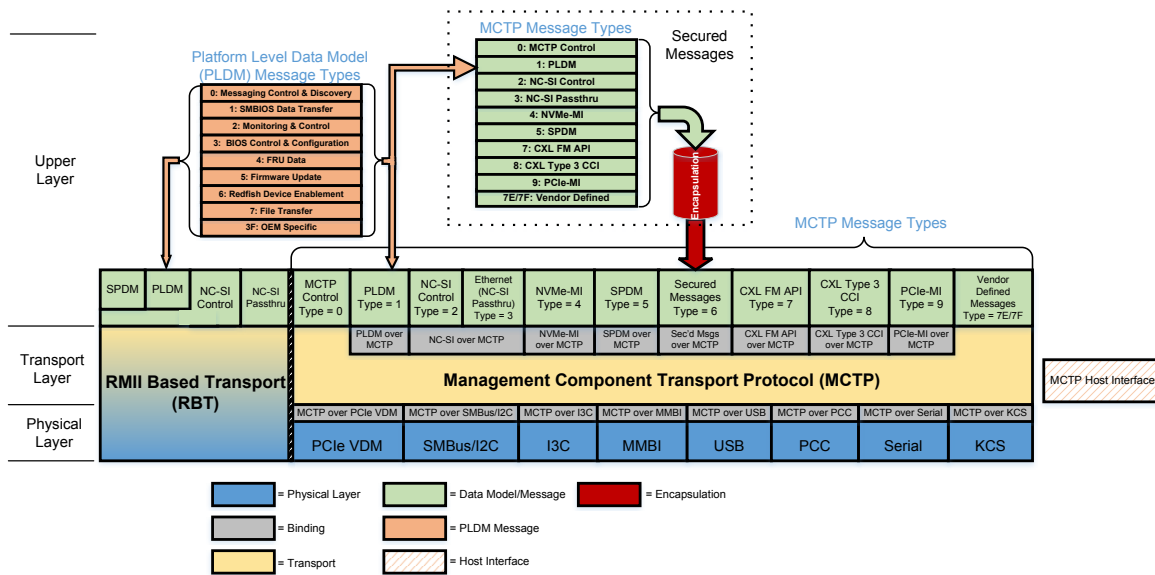 MCTP Message Types
Secured
Messages
0: MCTP Control
1: PLDM
2: NC-SI Control
3: NC-SI Passthru
4: NVMe-MI
5: SPDM
7: CXL FM API
8: CXL Type 3 CCI
9: PCIe-MI
7E/7F: Vendor Defined
Encapsulation
Platform Level Data Model
(PLDM) Message Types
0: Messaging Control & Discovery
1: SMBIOS Data Transfer
2: Monitoring & Control
3: BIOS Control & Configuration
4: FRU Data
5: Firmware Update
6: Redfish Device Enablement
7: File Transfer
3F: OEM Specific
Upper
Layer
MCTP Message Types
SPDM
PLDM
NC-SI
Control
NC-SI
Passthru
MCTP
Control
Type = 0
PLDM
Type = 1
NC-SI
Control
Type = 2
Ethernet
(NC-SI
Passthru)
Type = 3
NVMe-MI
Type = 4
SPDM
Type = 5
Secured
Messages
Type = 6
CXL FM API
Type = 7
CXL Type 3
CCI
Type = 8
PCIe-MI
Type = 9
Vendor
Defined
Messages
Type = 7E/7F
Transport
Layer
PLDM over
MCTP
NC-SI over MCTP
NVMe-MI
over MCTP
SPDM over
MCTP
Sec'd Msgs
over MCTP
CXL FM API
over MCTP
CXL Type 3 CCI
over MCTP
PCIe-MI over
MCTP
RMII Based Transport
(RBT)
Management Component Transport Protocol (MCTP)
MCTP Host Interface
Physical
Layer
MCTP over PCIe VDM
MCTP over SMBus/I2C
MCTP over I3C
MCTP over MMBI
MCTP over USB
MCTP over PCC
MCTP over Serial
MCTP over KCS
PCIe VDM
SMBus/I2C
I3C
MMBI
USB
PCC
Serial
KCS
= Physical Layer
= Data Model/Message
= Encapsulation
= Binding
= PLDM Message
= Transport
= Host Interface